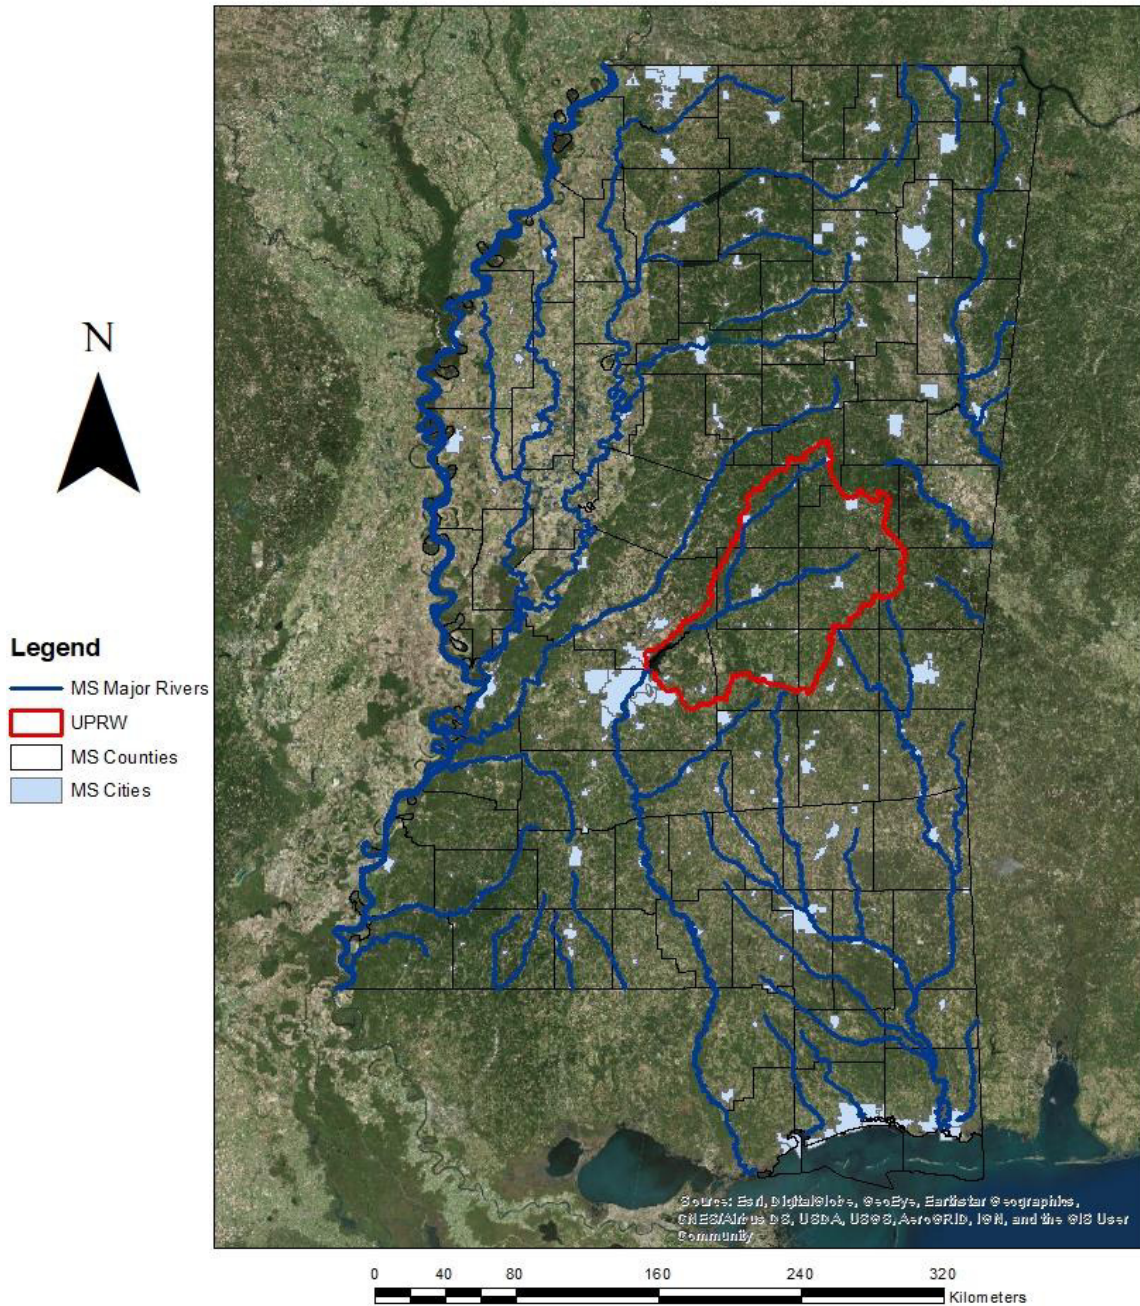 N
Legend
MS Major Rivers
UPRW
MS Counties
MS Cities
Source: Esri, DigitalGlobe, GeoEye, Earthstar Geographics,
CNES/Airbus DS, USDA, USGS, AeroGRID, IGN, and the GIS User
Community
0 40 80 160 240 320
Kilometers